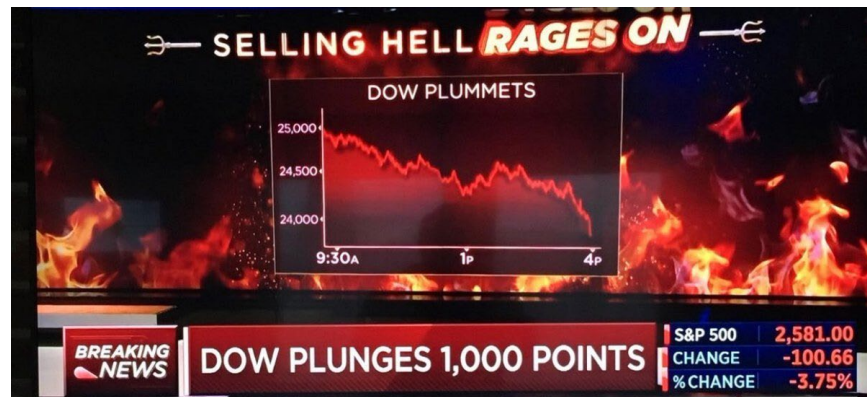 SELLING HELL RAGES ON
DOW PLUMMETS
25,000
24,500
24,000
9:30A 1P 4P
BREAKING NEWS
DOW PLUNGES 1,000 POINTS
S&P 500 2,581.00
CHANGE -100.66
% CHANGE -3.75%